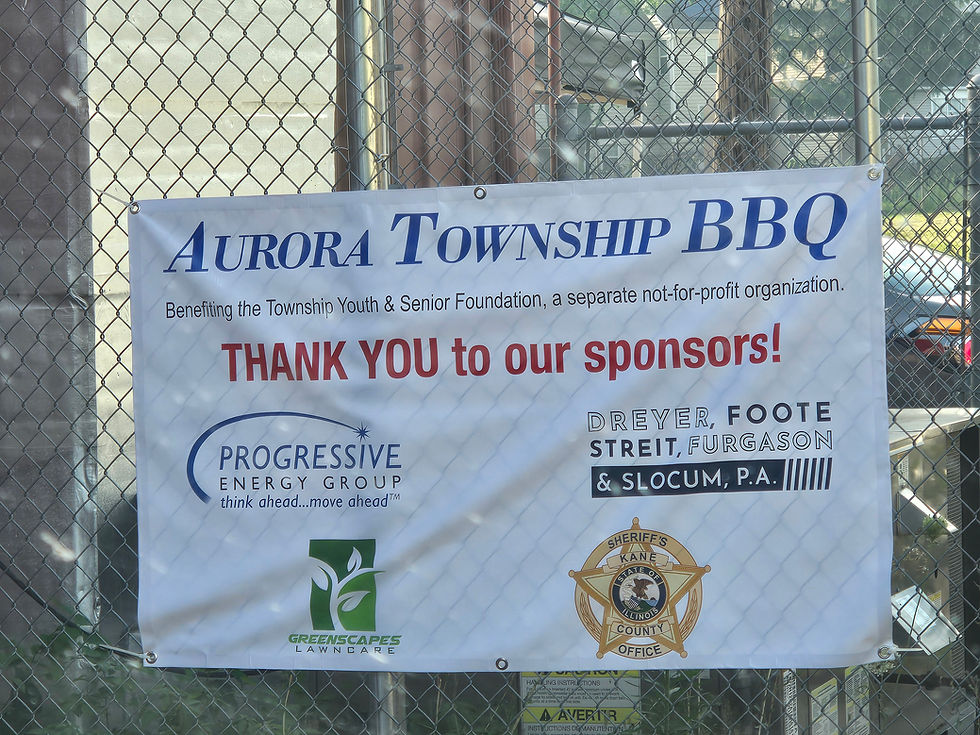 AURORA TOWNSHIP BBQ
Benefiting the Township Youth & Senior Foundation, a separate not-for-profit organization.
THANK YOU to our sponsors!
PROGRESSIVE
ENERGY GROUP
think ahead...move ahead™
DREYER, FOOTE
STREIT, FURGASON
& SLOCUM, P.A.
GREENSCAPES
LAWNCARE
SHERIFF'S
KANE
STATE OF
ILLINOIS
COUNTY
OFFICE
HANDLING INSTRUCTIONS